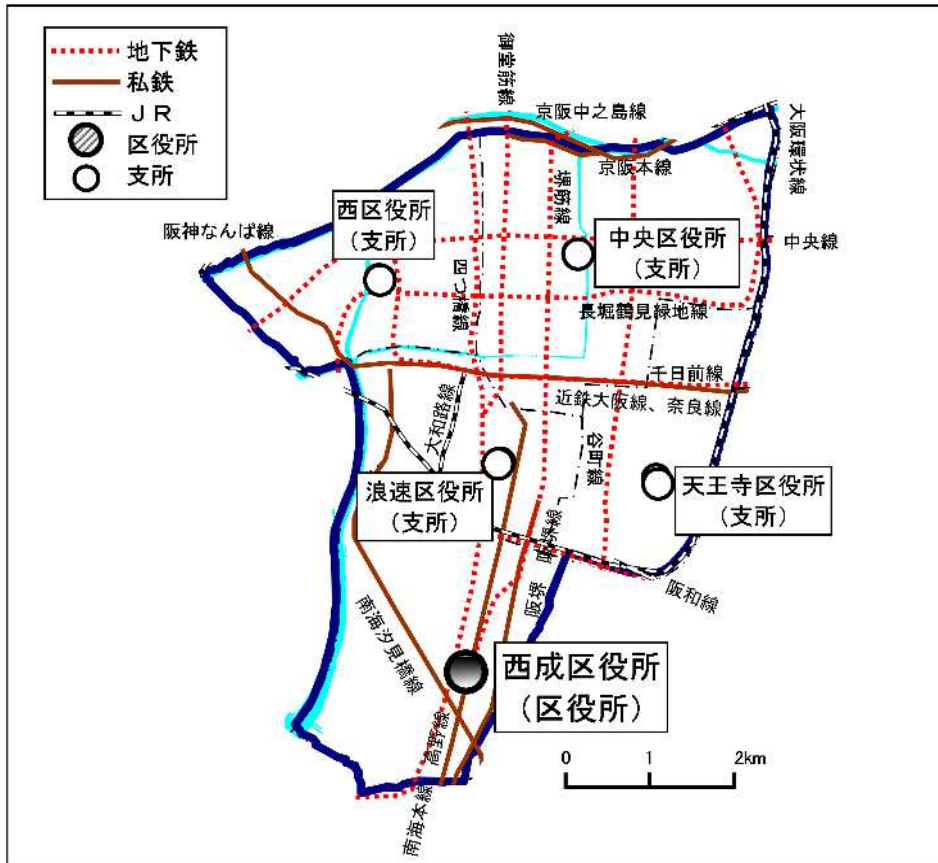 地下鉄
私鉄
ＪＲ
区役所
支所
御堂筋線
京阪中之島線
大阪環状線
京阪本線
堺筋線
西区役所
（支所）
阪神なんば線
中央区役所
（支所）
中央線
四つ橋線
長堀鶴見緑地線
千日前線
近鉄大阪線、奈良線
大和路線
谷町線
浪速区役所
（支所）
天王寺区役所
（支所）
阪堺線
阪堺
阪和線
南海汐見橋線
西成区役所
（区役所）
高野線
南海本線
0 1 2km